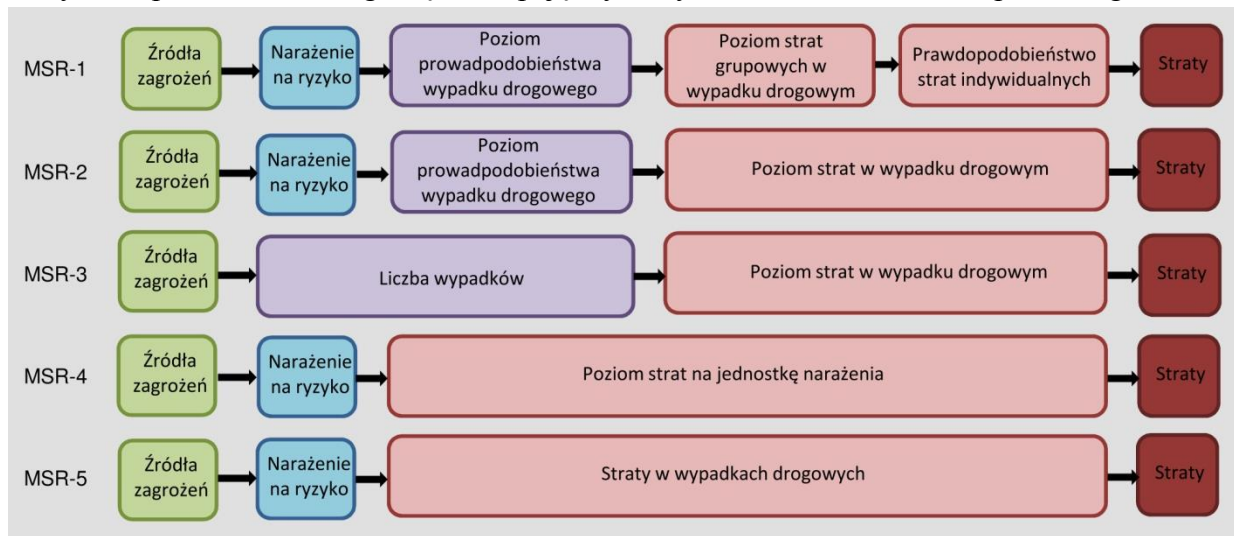 MSR-1
Źródła
zagrożeń
Narażenie
na ryzyko
Poziom
prowadpodobieństwa
wypadku drogowego
Poziom strat
grupowych w
wypadku drogowym
Prawdopodobieństwo
strat indywidualnych
Straty
MSR-2
Źródła
zagrożeń
Narażenie
na ryzyko
Poziom
prowadpodobieństwa
wypadku drogowego
Poziom strat w wypadku drogowym
Straty
MSR-3
Źródła
zagrożeń
Liczba wypadków
Poziom strat w wypadku drogowym
Straty
MSR-4
Źródła
zagrożeń
Narażenie
na ryzyko
Poziom strat na jednostkę narażenia
Straty
MSR-5
Źródła
zagrożeń
Narażenie
na ryzyko
Straty w wypadkach drogowych
Straty